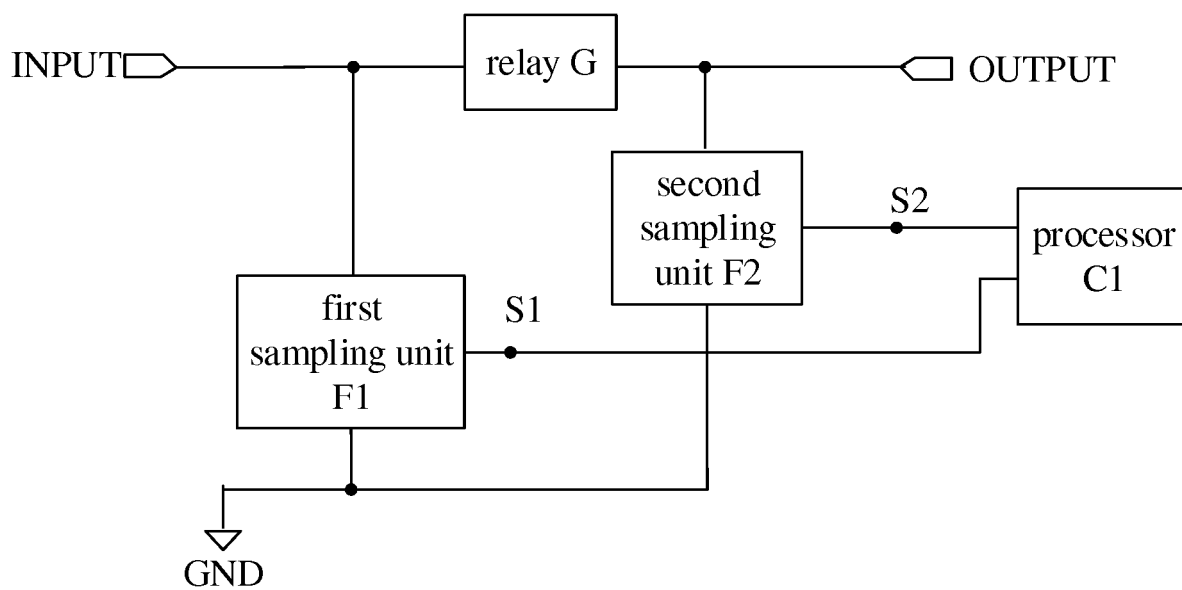 INPUT
relay G
OUTPUT
second
sampling
unit F2
S2
processor
C1
first
sampling unit
F1
S1
GND